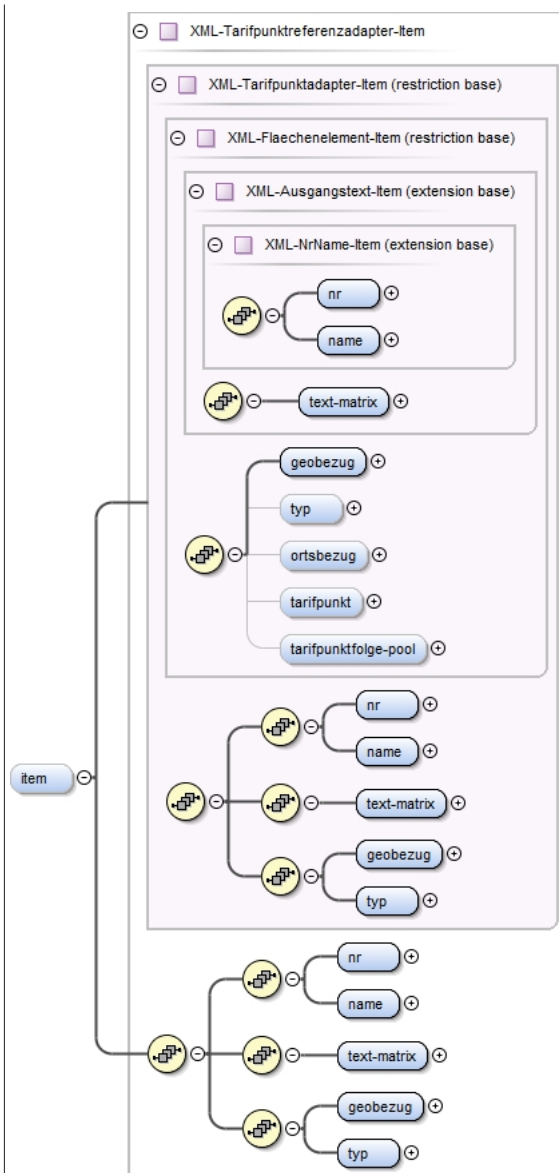 XML-Tarifpunktreferenzadapter-Item
XML-Tarifpunktadapter-Item (restriction base)
XML-Flaechenelement-Item (restriction base)
XML-Ausgangstext-Item (extension base)
XML-NrName-Item (extension base)
nr
name
text-matrix
geobezug
typ
ortsbezug
tarifpunkt
tarifpunktfolge-pool
nr
name
item
text-matrix
geobezug
typ
nr
name
text-matrix
geobezug
typ